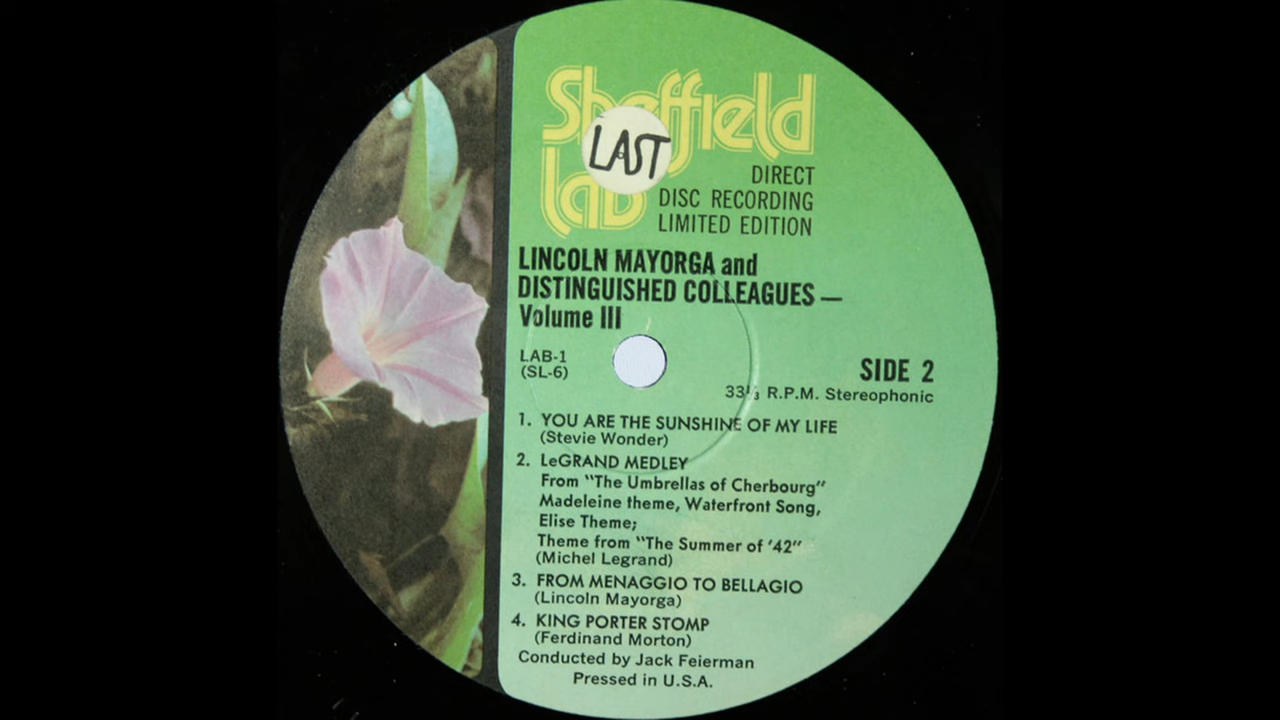 Sheffield
lab
LAST
DIRECT
DISC RECORDING
LIMITED EDITION
LINCOLN MAYORGA and
DISTINGUISHED COLLEAGUES —
Volume III
LAB-1
(SL-6)
SIDE 2
33⅓ R.P.M. Stereophonic
1. YOU ARE THE SUNSHINE OF MY LIFE
(Stevie Wonder)
2. LeGRAND MEDLEY
From "The Umbrellas of Cherbourg"
Madeleine theme, Waterfront Song,
Elise Theme;
Theme from "The Summer of '42"
(Michel Legrand)
3. FROM MENAGGIO TO BELLAGIO
(Lincoln Mayorga)
4. KING PORTER STOMP
(Ferdinand Morton)
Conducted by Jack Feierman
Pressed in U.S.A.